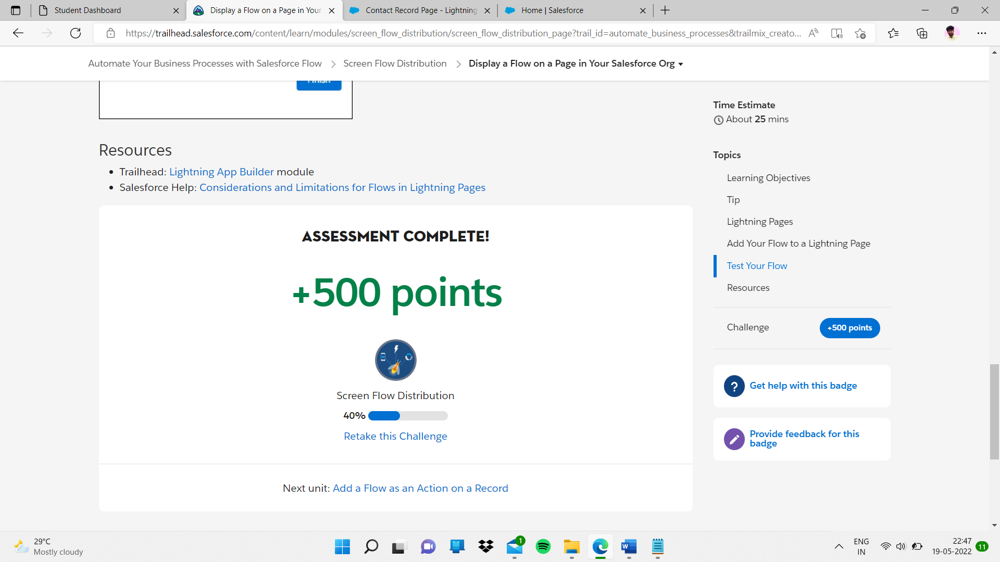 Student Dashboard
Display a Flow on a Page in Your
Contact Record Page - Lightning
Home | Salesforce
https://trailhead.salesforce.com/content/learn/modules/screen_flow_distribution/screen_flow_distribution_page?trail_id=automate_business_processes&trailmix_creato...
Automate Your Business Processes with Salesforce Flow
Screen Flow Distribution
Display a Flow on a Page in Your Salesforce Org
Finish
Resources
Trailhead: Lightning App Builder module
Salesforce Help: Considerations and Limitations for Flows in Lightning Pages
ASSESSMENT COMPLETE!
+500 points
Screen Flow Distribution
40%
Retake this Challenge
Next unit: Add a Flow as an Action on a Record
Time Estimate
About 25 mins
Topics
Learning Objectives
Tip
Lightning Pages
Add Your Flow to a Lightning Page
Test Your Flow
Resources
Challenge
+500 points
? Get help with this badge
Provide feedback for this
badge
29°C
Mostly cloudy
1
W
ENG
IN
22:47
19-05-2022
11